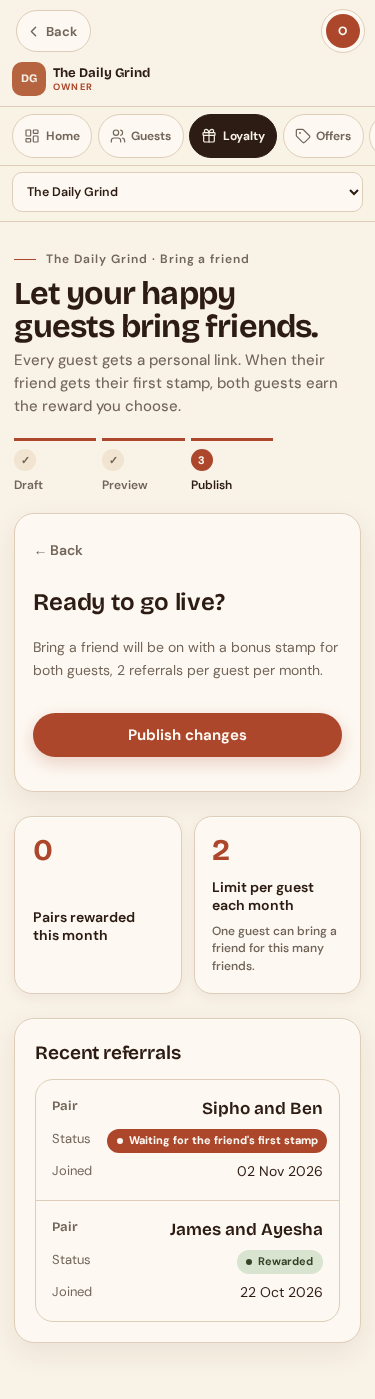 Back
O
DG
The Daily Grind
OWNER
Home
Guests
Loyalty
Offers
The Daily Grind
The Daily Grind · Bring a friend
Let your happy
guests bring friends.
Every guest gets a personal link. When their
friend gets their first stamp, both guests earn
the reward you choose.
✓
✓
3
Draft
Preview
Publish
← Back
Ready to go live?
Bring a friend will be on with a bonus stamp for
both guests, 2 referrals per guest per month.
Publish changes
0
Pairs rewarded
this month
2
Limit per guest
each month
One guest can bring a
friend for this many
friends.
Recent referrals
Pair
Sipho and Ben
Status
Waiting for the friend's first stamp
Joined
02 Nov 2026
Pair
James and Ayesha
Status
Rewarded
Joined
22 Oct 2026